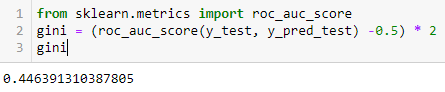 1 from sklearn.metrics import roc_auc_score
2 gini = (roc_auc_score(y_test, y_pred_test) -0.5) * 2
3 gini
0.446391310387805